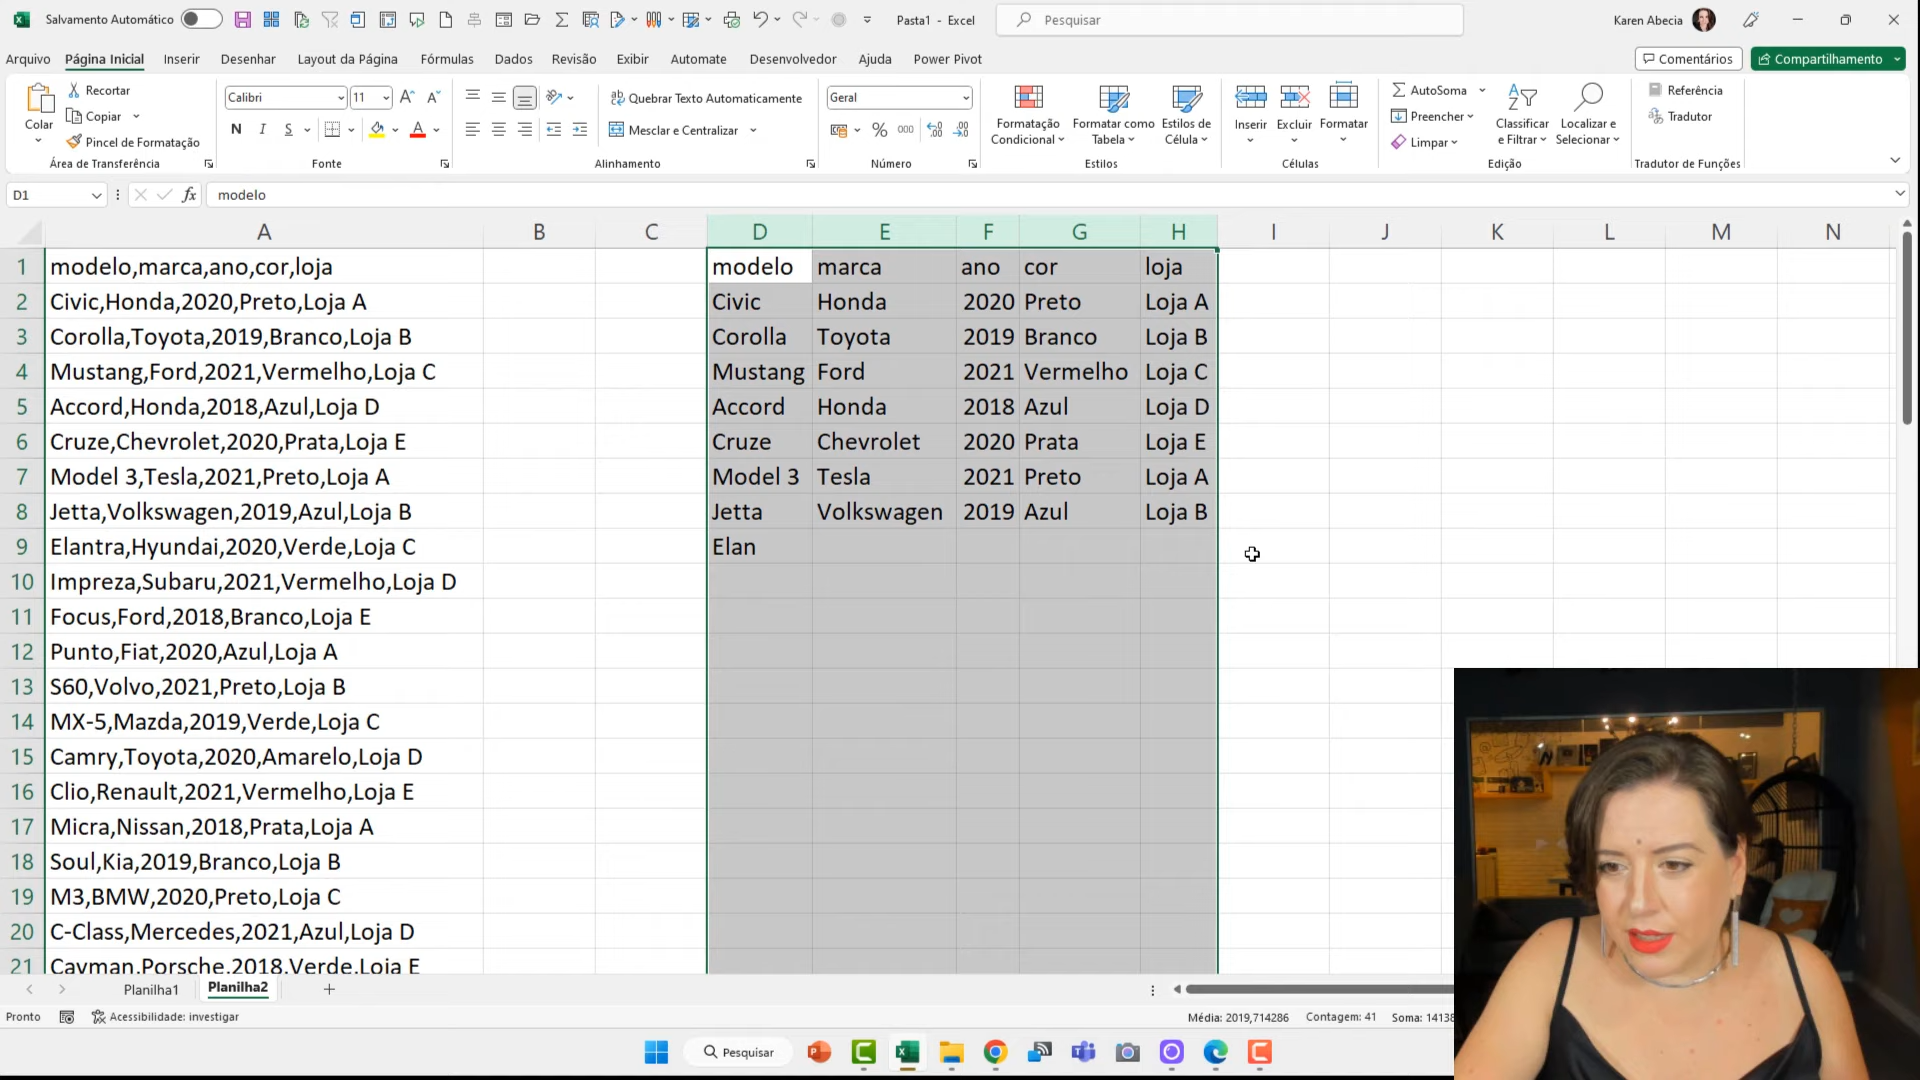 Salvamento Automático
Pasta1 - Excel
Pesquisar
Karen Abecia
Arquivo Página Inicial Inserir Desenhar Layout da Página Fórmulas Dados Revisão Exibir Automate Desenvolvedor Ajuda Power Pivot
Comentários Compartilhamento
Colar
Recortar
Copiar
Pincel de Formatação
Área de Transferência
Calibri 11
N I S
Fonte
Quebrar Texto Automaticamente
Mesclar e Centralizar
Alinhamento
Geral
% 000
Número
Formatação Condicional
Formatar como Tabela
Estilos de Célula
Estilos
Inserir Excluir Formatar
Células
AutoSoma
Preencher
Limpar
Classificar e Filtrar
Localizar e Selecionar
Edição
Referência
Tradutor
Tradutor de Funções
D1 fx modelo
A B C D E F G H I J K L M N
1 modelo,marca,ano,cor,loja modelo marca ano cor loja
2 Civic,Honda,2020,Preto,Loja A Civic Honda 2020 Preto Loja A
3 Corolla,Toyota,2019,Branco,Loja B Corolla Toyota 2019 Branco Loja B
4 Mustang,Ford,2021,Vermelho,Loja C Mustang Ford 2021 Vermelho Loja C
5 Accord,Honda,2018,Azul,Loja D Accord Honda 2018 Azul Loja D
6 Cruze,Chevrolet,2020,Prata,Loja E Cruze Chevrolet 2020 Prata Loja E
7 Model 3,Tesla,2021,Preto,Loja A Model 3 Tesla 2021 Preto Loja A
8 Jetta,Volkswagen,2019,Azul,Loja B Jetta Volkswagen 2019 Azul Loja B
9 Elantra,Hyundai,2020,Verde,Loja C Elan
10 Impreza,Subaru,2021,Vermelho,Loja D
11 Focus,Ford,2018,Branco,Loja E
12 Punto,Fiat,2020,Azul,Loja A
13 S60,Volvo,2021,Preto,Loja B
14 MX-5,Mazda,2019,Verde,Loja C
15 Camry,Toyota,2020,Amarelo,Loja D
16 Clio,Renault,2021,Vermelho,Loja E
17 Micra,Nissan,2018,Prata,Loja A
18 Soul,Kia,2019,Branco,Loja B
19 M3,BMW,2020,Preto,Loja C
20 C-Class,Mercedes,2021,Azul,Loja D
21 Cayman,Porsche,2018,Verde,Loja E
Planilha1 Planilha2
Pronto Acessibilidade: investigar Média: 2019,714286 Contagem: 41 Soma: 14138
Pesquisar